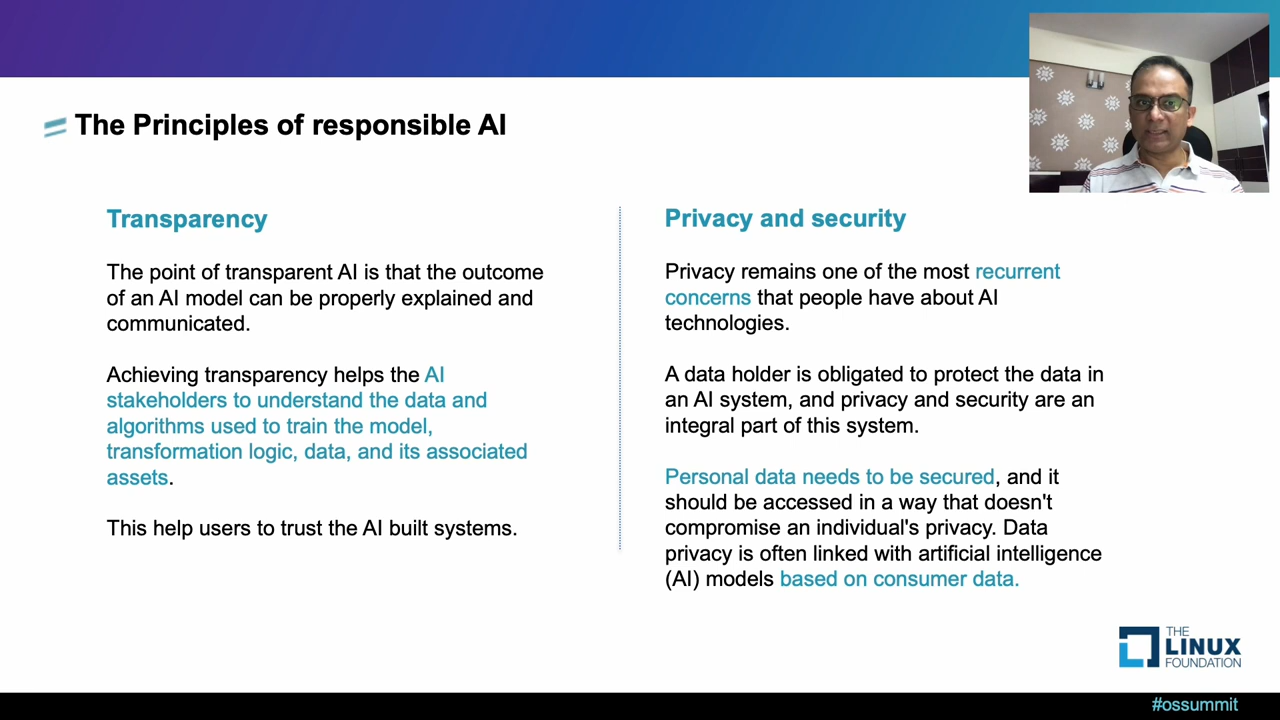 The Principles of responsible AI
Transparency
The point of transparent AI is that the outcome
of an AI model can be properly explained and
communicated.
Achieving transparency helps the AI
stakeholders to understand the data and
algorithms used to train the model,
transformation logic, data, and its associated
assets.
This help users to trust the AI built systems.
Privacy and security
Privacy remains one of the most recurrent
concerns that people have about AI
technologies.
A data holder is obligated to protect the data in
an AI system, and privacy and security are an
integral part of this system.
Personal data needs to be secured, and it
should be accessed in a way that doesn't
compromise an individual's privacy. Data
privacy is often linked with artificial intelligence
(AI) models based on consumer data.
THE
LINUX
FOUNDATION
#ossummit